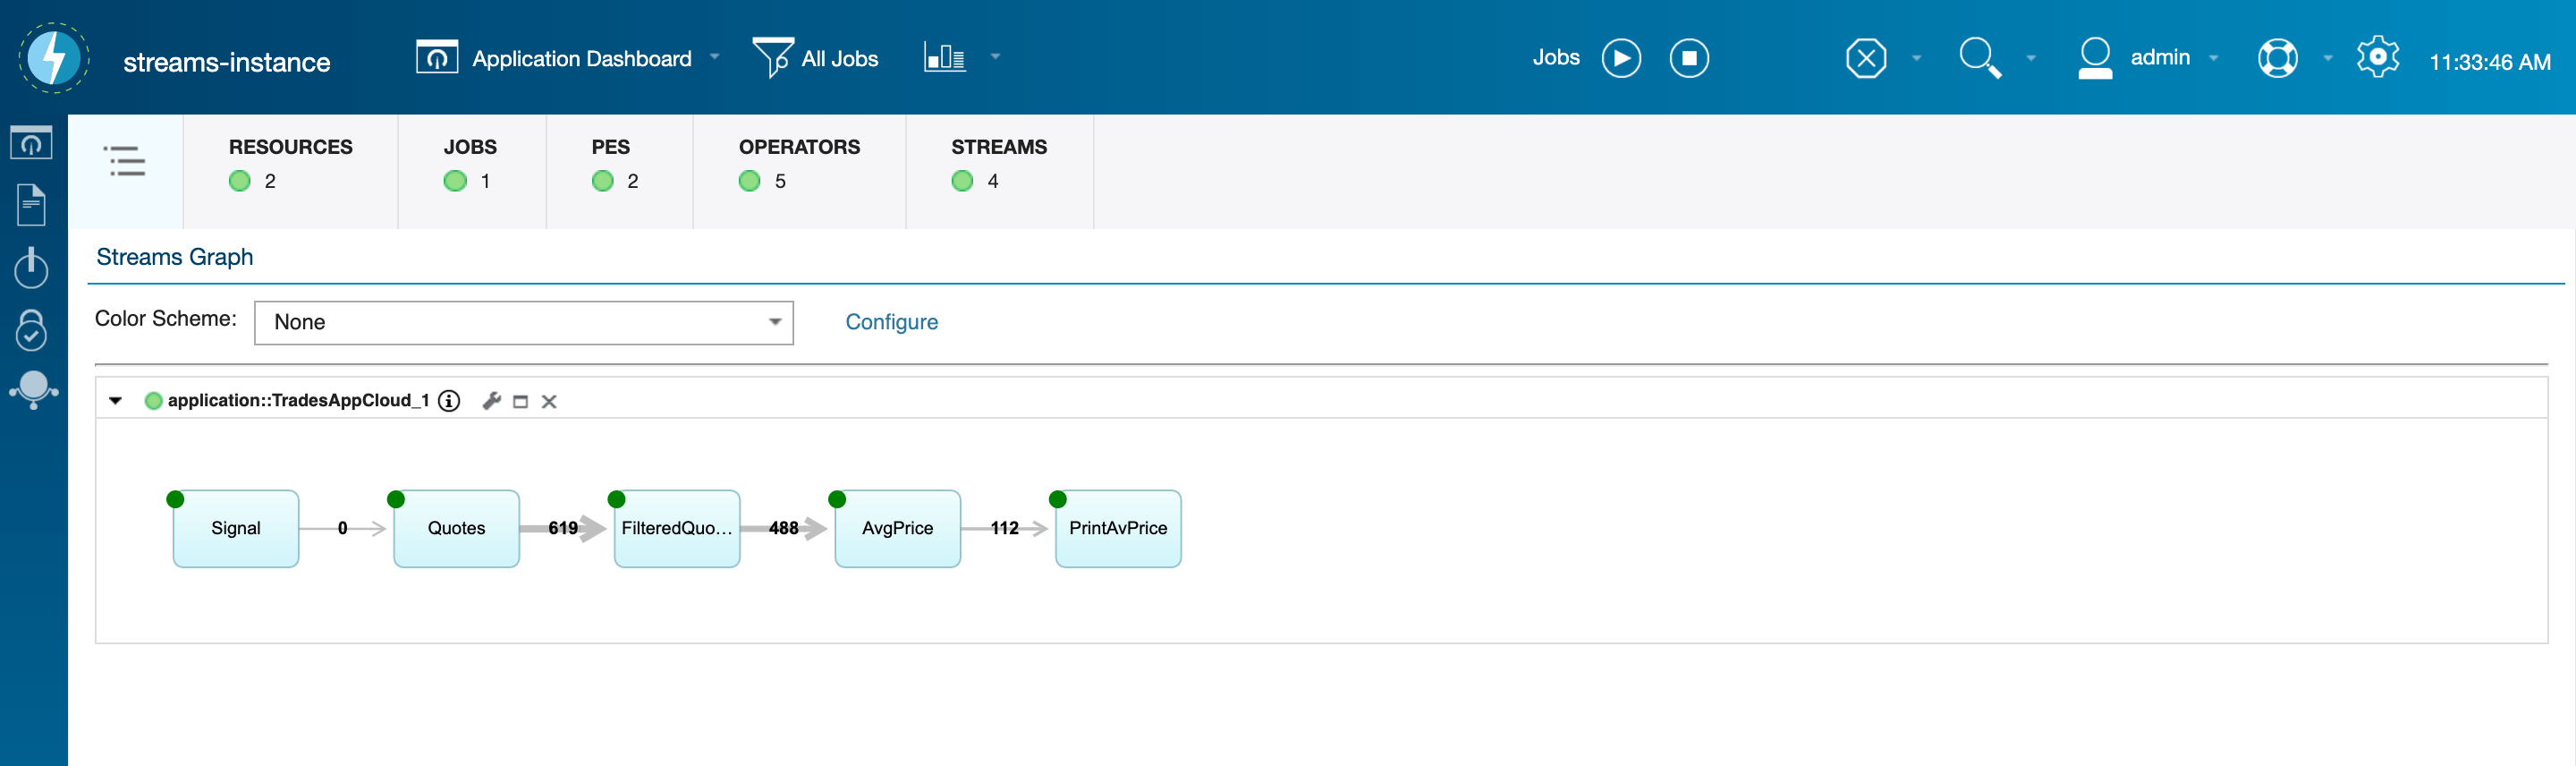 streams-instance
Application Dashboard
All Jobs
Jobs
admin
11:33:46 AM
RESOURCES
2
JOBS
1
PES
2
OPERATORS
5
STREAMS
4
Streams Graph
Color Scheme:
None
Configure
application::TradesAppCloud_1
Signal
0
Quotes
619
FilteredQuo...
488
AvgPrice
112
PrintAvPrice